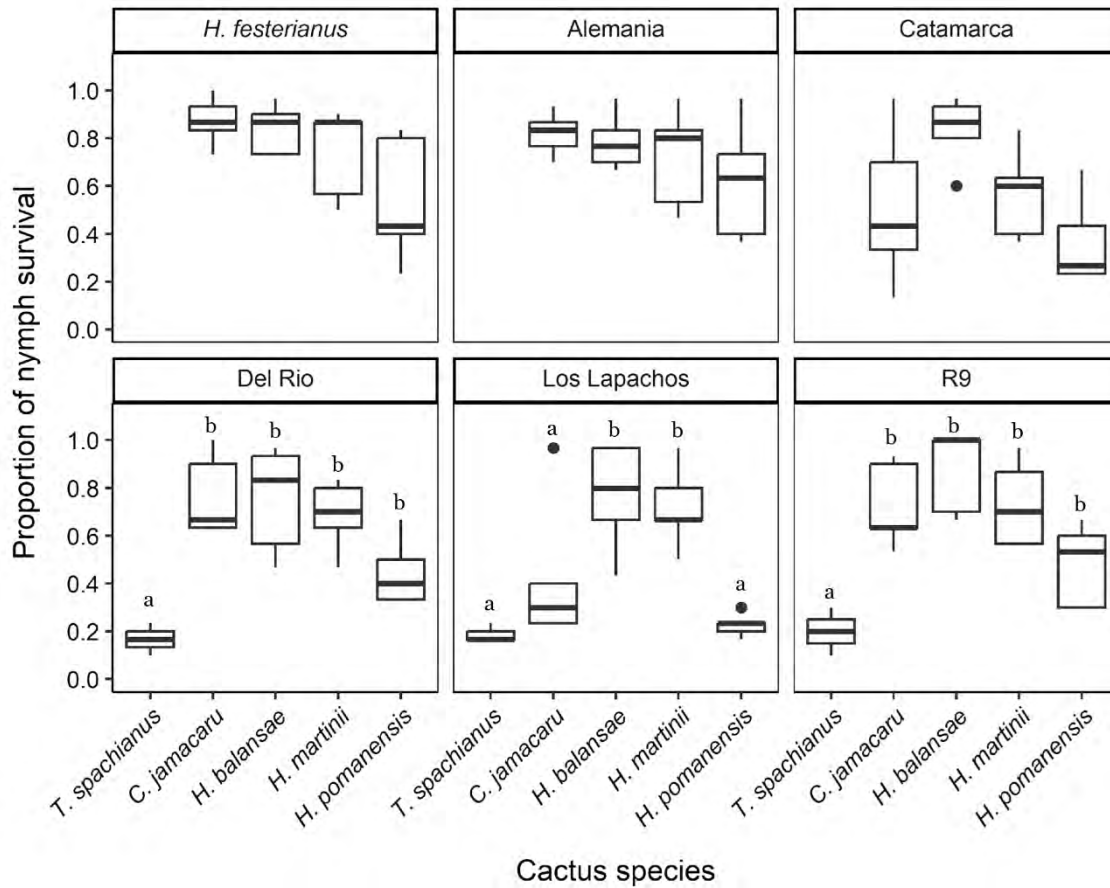 H. festerianus
Alemania
Catamarca
Proportion of nymph survival
1.0
0.8
0.6
0.4
0.2
0.0
Del Rio
Los Lapachos
R9
1.0
0.8
0.6
0.4
0.2
0.0
a b b b b
a a b b a
a b b b b
T. spachianus
C. jamacaru
H. balansae
H. martinii
H. pomanensis
T. spachianus
C. jamacaru
H. balansae
H. martinii
H. pomanensis
T. spachianus
C. jamacaru
H. balansae
H. martinii
H. pomanensis
Cactus species